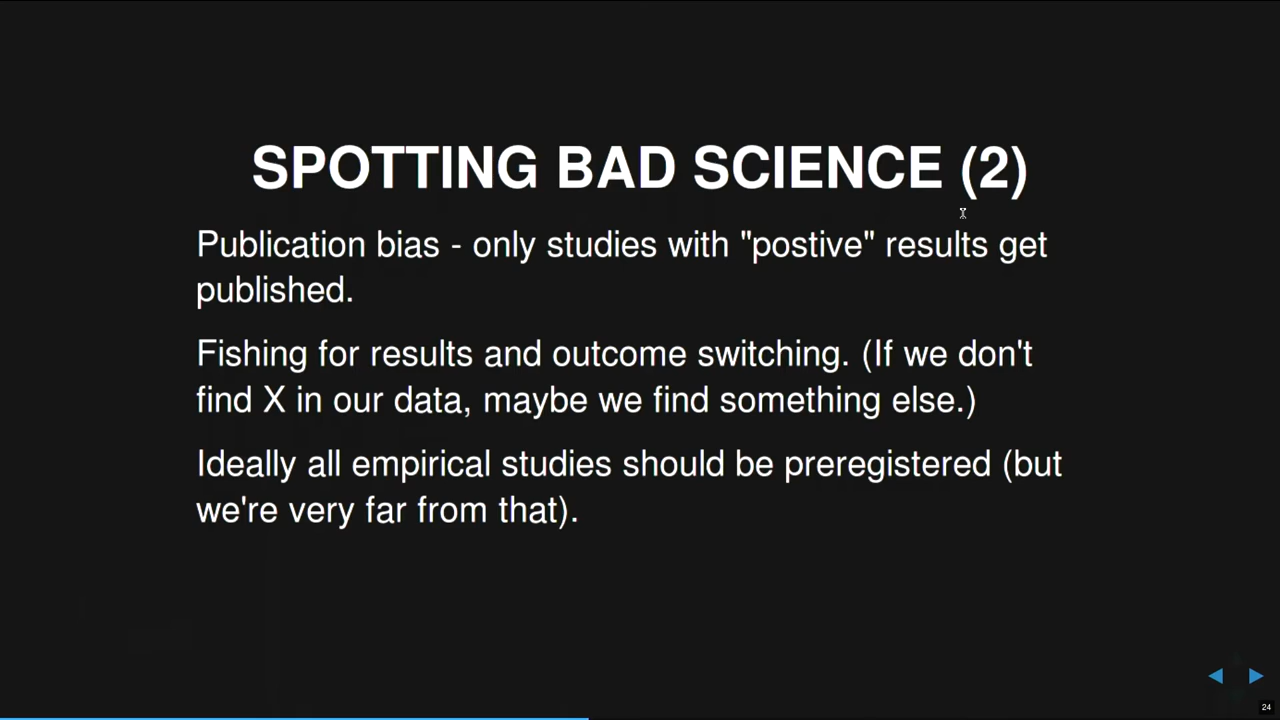 SPOTTING BAD SCIENCE (2)
Publication bias - only studies with "postive" results get
published.
Fishing for results and outcome switching. (If we don't
find X in our data, maybe we find something else.)
Ideally all empirical studies should be preregistered (but
we're very far from that).
24